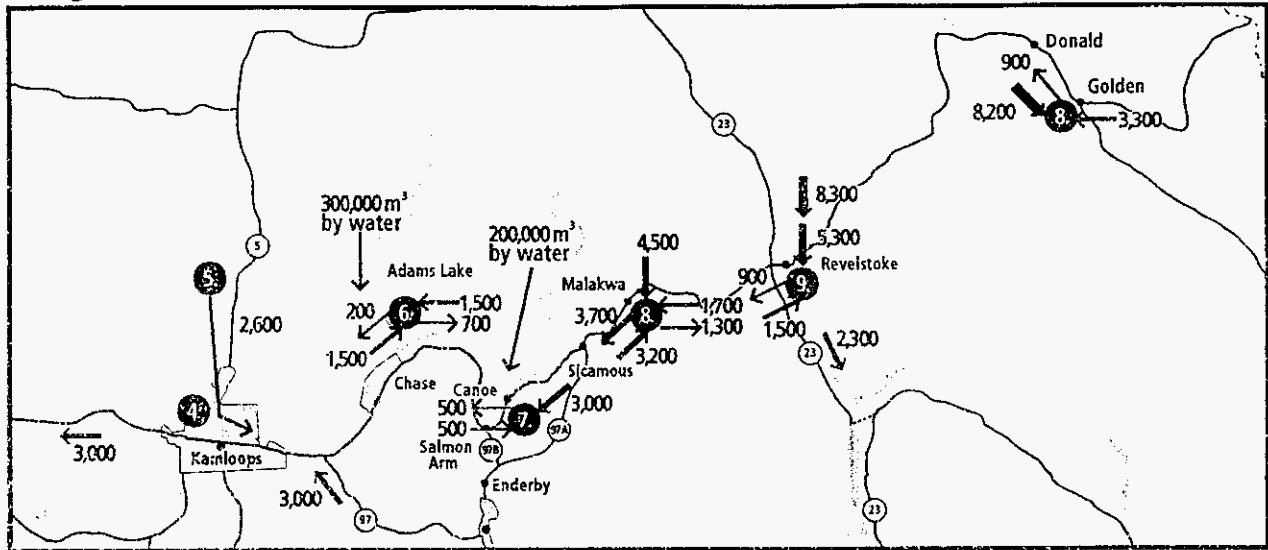 Donald
900
Golden
8,200
8
3,300
23
8,300
300,000 m³
by water
200,000 m³
by water
4,500
5,300
5
Revelstoke
Adams Lake
Malakwa
900
9
5
200
6
1,500
700
3,700
8
1,700
1,300
1,500
2,600
1,500
3,200
23
2,300
Chase
Canoe
Sicamous
4
500
7
3,000
500
97A
Salmon
Arm
97B
3,000
Kamloops
Enderby
3,000
97
23